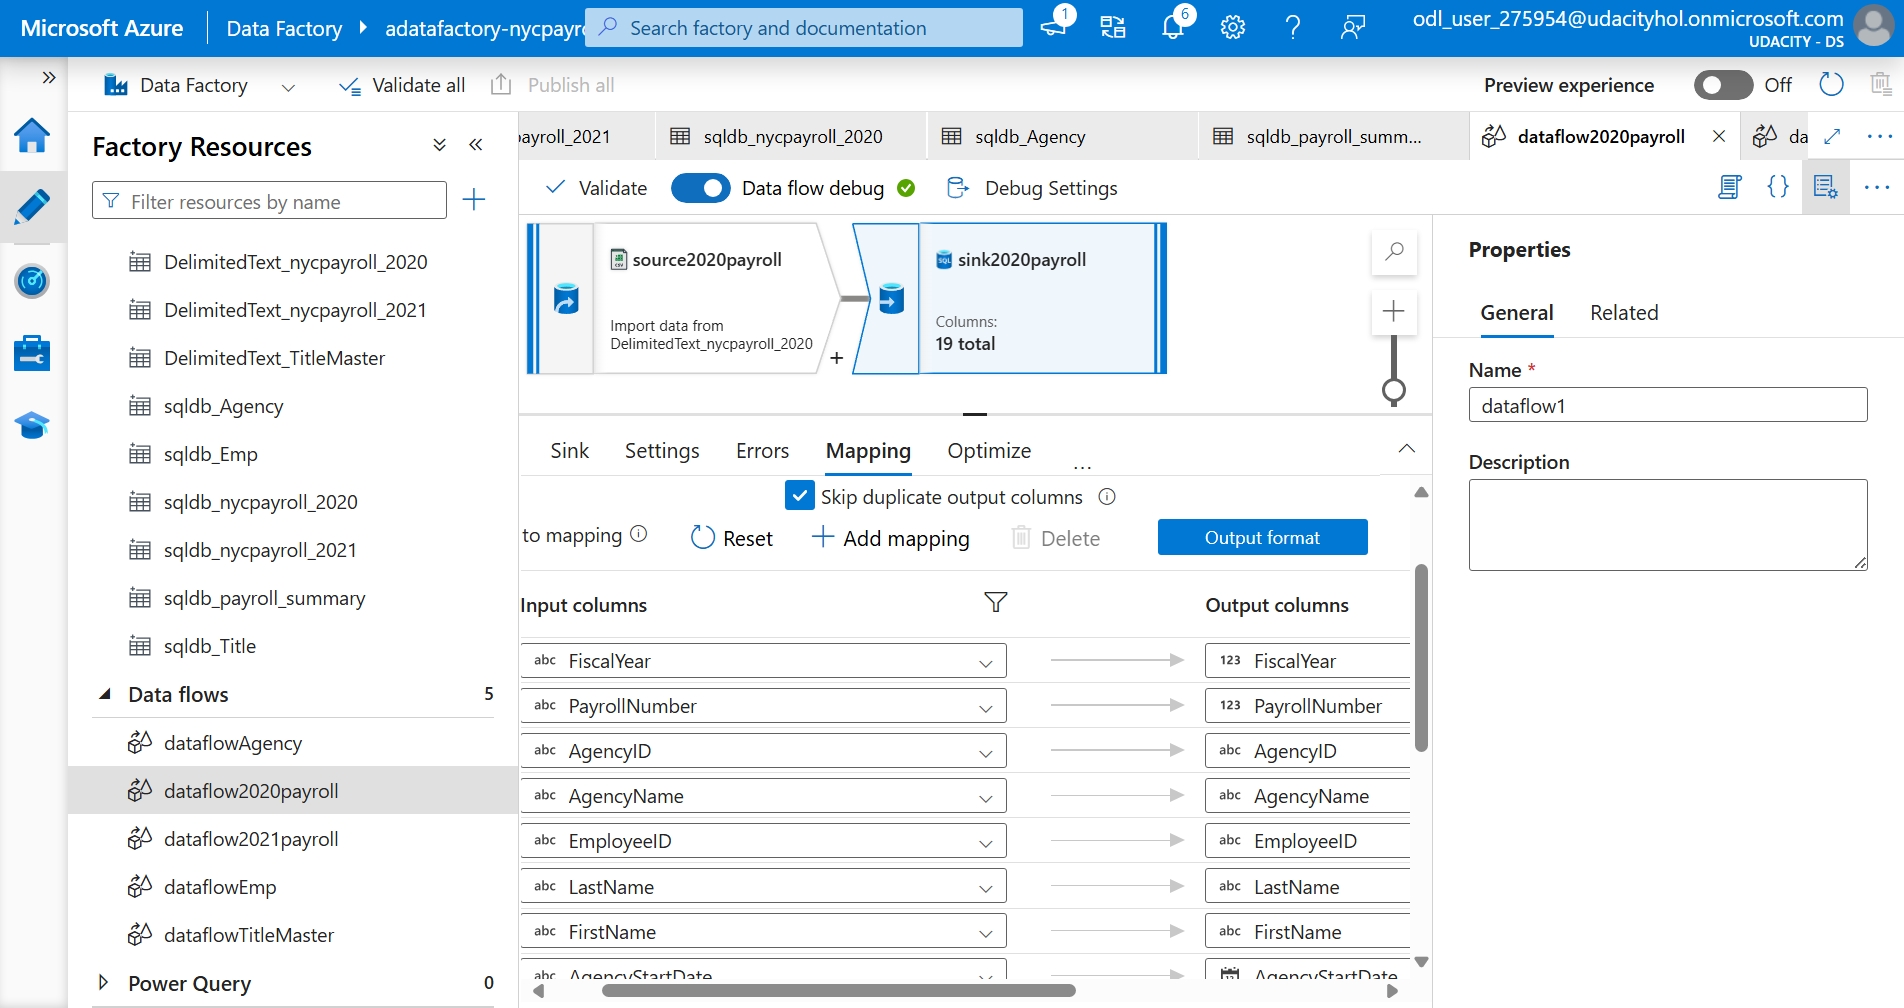 Microsoft Azure
Data Factory
adatafactory-nycpayro
Search factory and documentation
1
6
odl_user_275954@udacityhol.onmicrosoft.com
UDACITY - DS
Data Factory
Validate all
Publish all
Preview experience
Off
Factory Resources
Filter resources by name
DelimitedText_nycpayroll_2020
DelimitedText_nycpayroll_2021
DelimitedText_TitleMaster
sqldb_Agency
sqldb_Emp
sqldb_nycpayroll_2020
sqldb_nycpayroll_2021
sqldb_payroll_summary
sqldb_Title
Data flows 5
dataflowAgency
dataflow2020payroll
dataflow2021payroll
dataflowEmp
dataflowTitleMaster
Power Query 0
ayroll_2021
sqldb_nycpayroll_2020
sqldb_Agency
sqldb_payroll_summ...
dataflow2020payroll
da
Validate
Data flow debug
Debug Settings
source2020payroll
Import data from
DelimitedText_nycpayroll_2020
+
sink2020payroll
Columns:
19 total
Sink Settings Errors Mapping Optimize ...
Skip duplicate output columns
to mapping
Reset
Add mapping
Delete
Output format
Input columns
Output columns
abc FiscalYear 123 FiscalYear
abc PayrollNumber 123 PayrollNumber
abc AgencyID abc AgencyID
abc AgencyName abc AgencyName
abc EmployeeID abc EmployeeID
abc LastName abc LastName
abc FirstName abc FirstName
abc AgencyStartDate AgencyStartDate
Properties
General
Related
Name *
dataflow1
Description